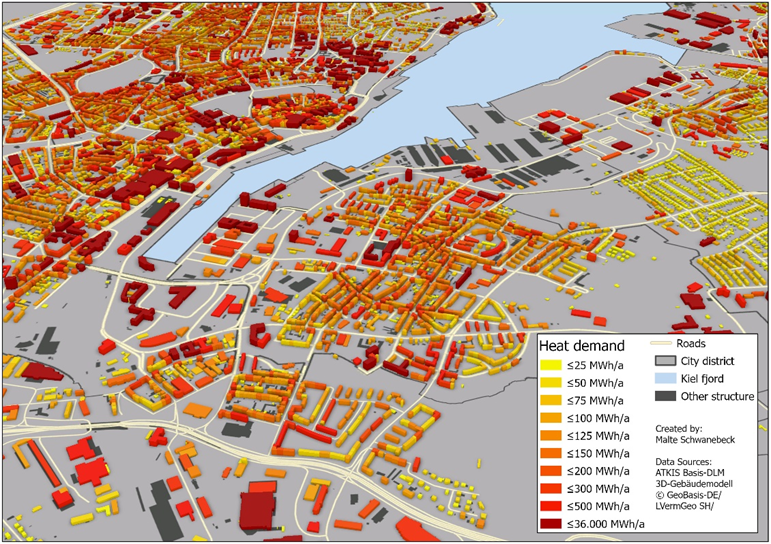 Heat demand
≤25 MWh/a
≤50 MWh/a
≤75 MWh/a
≤100 MWh/a
≤125 MWh/a
≤150 MWh/a
≤200 MWh/a
≤300 MWh/a
≤500 MWh/a
≤36.000 MWh/a
Roads
City district
Kiel fjord
Other structure
Created by:
Malte Schwanebeck
Data Sources:
ATKIS Basis-DLM
3D-Gebäudemodell
© GeoBasis-DE/
LVermGeo SH/